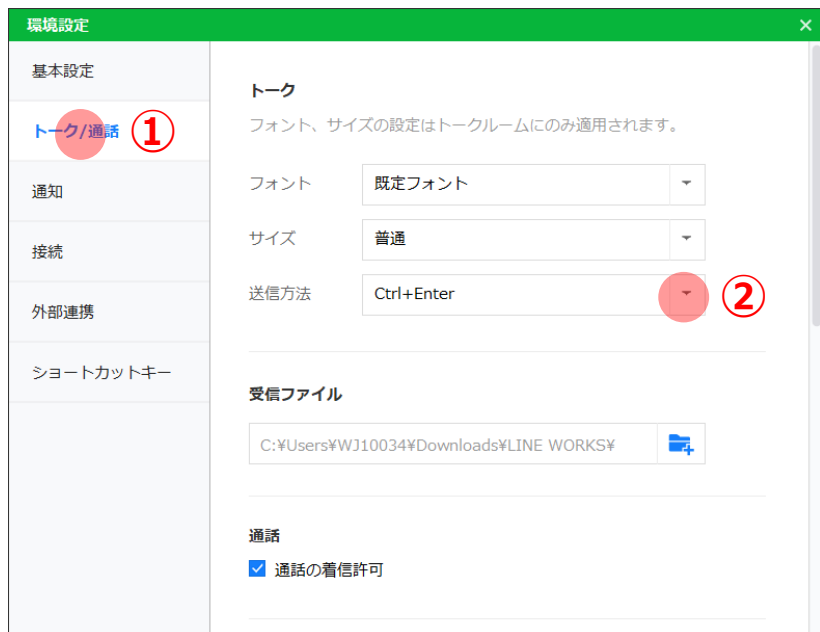 環境設定
基本設定
トーク/通話 ①
通知
接続
外部連携
ショートカットキー
トーク
フォント、サイズの設定はトークルームにのみ適用されます。
フォント 既定フォント
サイズ 普通
送信方法 Ctrl+Enter ②
受信ファイル
C:¥Users¥WJ10034¥Downloads¥LINE WORKS¥
通話
通話の着信許可